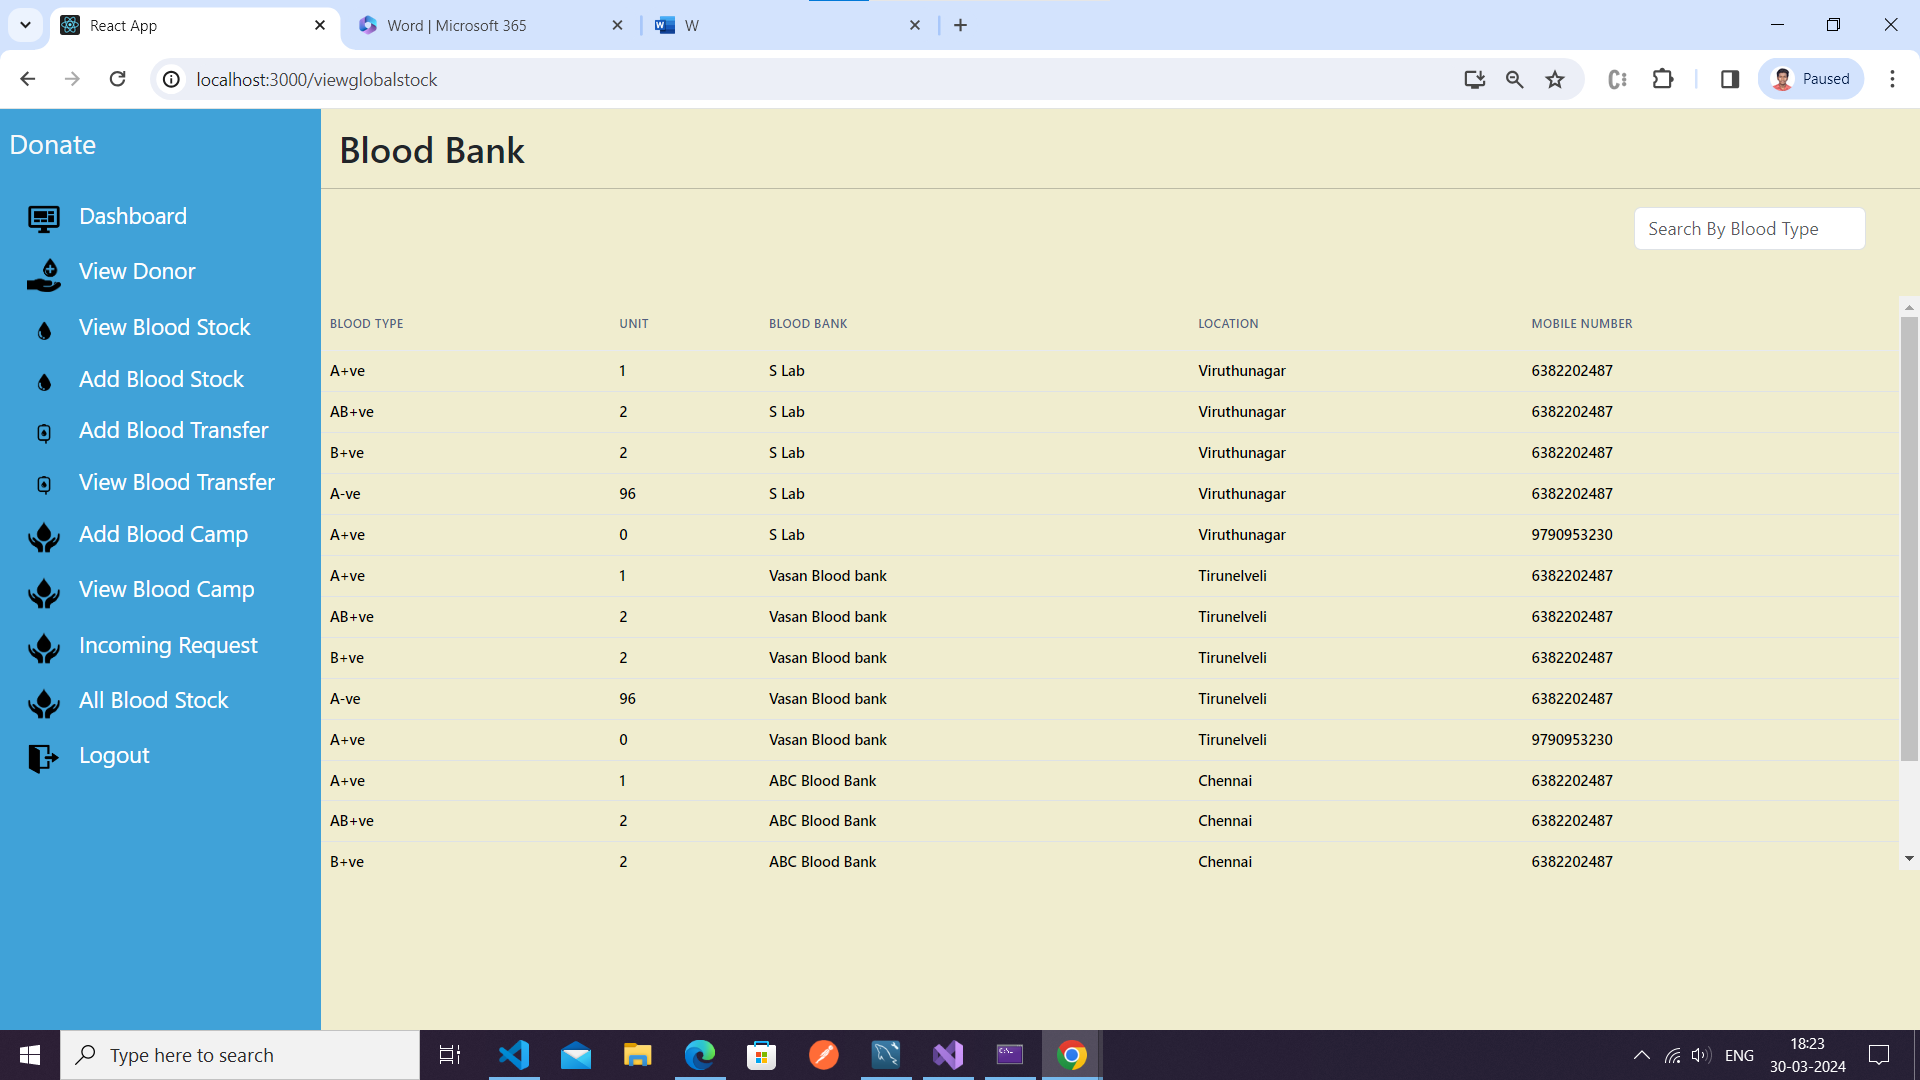 React App
Word | Microsoft 365
W
localhost:3000/viewglobalstock
Paused
Donate
Blood Bank
Dashboard
View Donor
View Blood Stock
Add Blood Stock
Add Blood Transfer
View Blood Transfer
Add Blood Camp
View Blood Camp
Incoming Request
All Blood Stock
Logout
Search By Blood Type
BLOOD TYPE UNIT BLOOD BANK LOCATION MOBILE NUMBER
A+ve 1 S Lab Viruthunagar 6382202487
AB+ve 2 S Lab Viruthunagar 6382202487
B+ve 2 S Lab Viruthunagar 6382202487
A-ve 96 S Lab Viruthunagar 6382202487
A+ve 0 S Lab Viruthunagar 9790953230
A+ve 1 Vasan Blood bank Tirunelveli 6382202487
AB+ve 2 Vasan Blood bank Tirunelveli 6382202487
B+ve 2 Vasan Blood bank Tirunelveli 6382202487
A-ve 96 Vasan Blood bank Tirunelveli 6382202487
A+ve 0 Vasan Blood bank Tirunelveli 9790953230
A+ve 1 ABC Blood Bank Chennai 6382202487
AB+ve 2 ABC Blood Bank Chennai 6382202487
B+ve 2 ABC Blood Bank Chennai 6382202487
Type here to search
ENG
18:23
30-03-2024